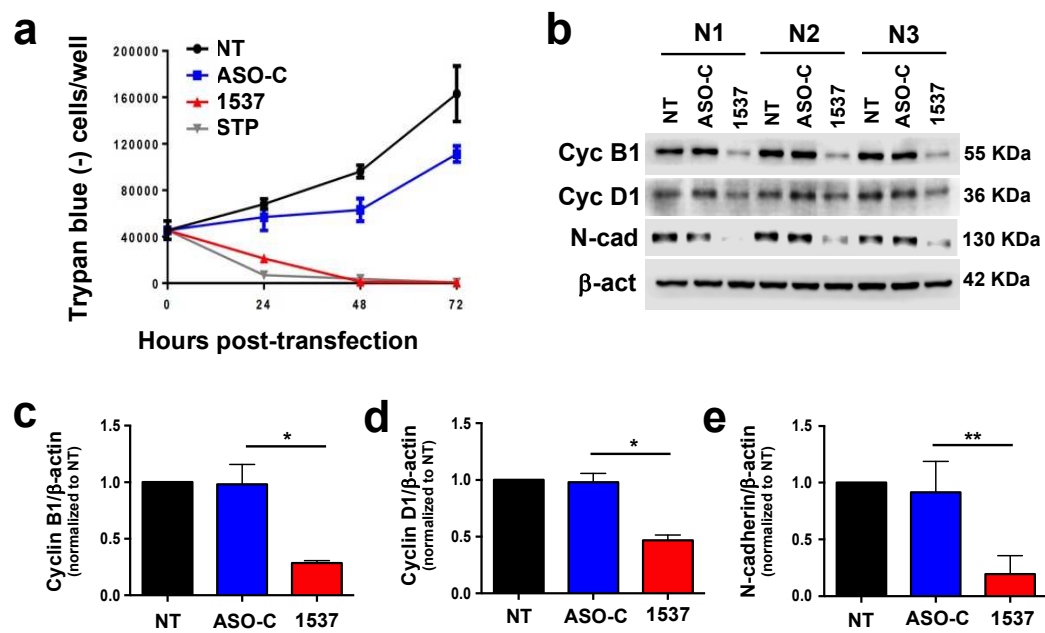 a
Trypan blue (-) cells/well
200000
160000
120000
80000
40000
0
NT
ASO-C
1537
STP
0 24 48 72
Hours post-transfection
b
N1 N2 N3
NT ASO-C 1537 NT ASO-C 1537 NT ASO-C 1537
Cyc B1 55 KDa
Cyc D1 36 KDa
N-cad 130 KDa
β-act 42 KDa
c
Cyclin B1/β-actin
(normalized to NT)
1.5
1.0
0.5
0.0
*
NT ASO-C 1537
d
Cyclin D1/β-actin
(normalized to NT)
1.5
1.0
0.5
0.0
*
NT ASO-C 1537
e
N-cadherin/β-actin
(normalized to NT)
1.5
1.0
0.5
0.0
**
NT ASO-C 1537